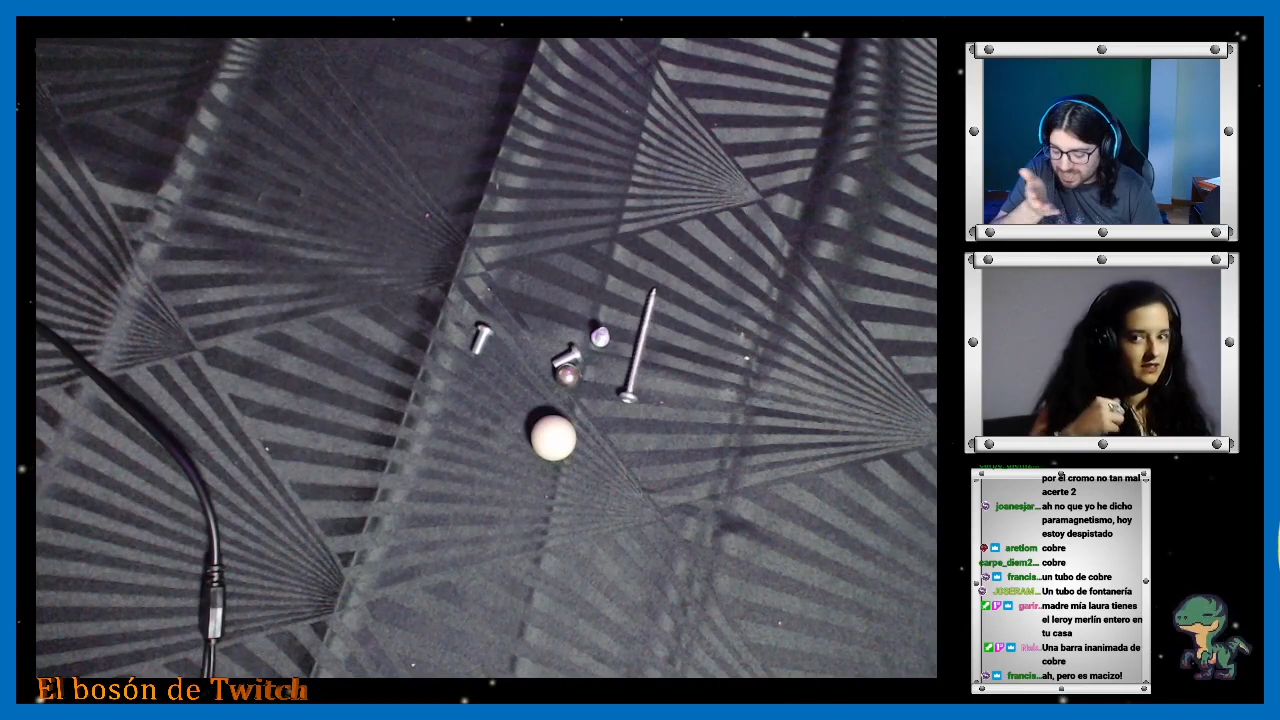 por el cromo no tan mal
acerte 2
joanesjar... ah no que yo he dicho
paramagnetismo, hoy
estoy despistado
aretiom cobre
carpe_diem2... cobre
francis... un tubo de cobre
J0SERAM... Un tubo de fontanería
garir... madre mía laura tienes
el leroy merlín entero en
tu casa
Una barra inanimada de
cobre
francis... ah, pero es macizo!
El bosón de Twitch